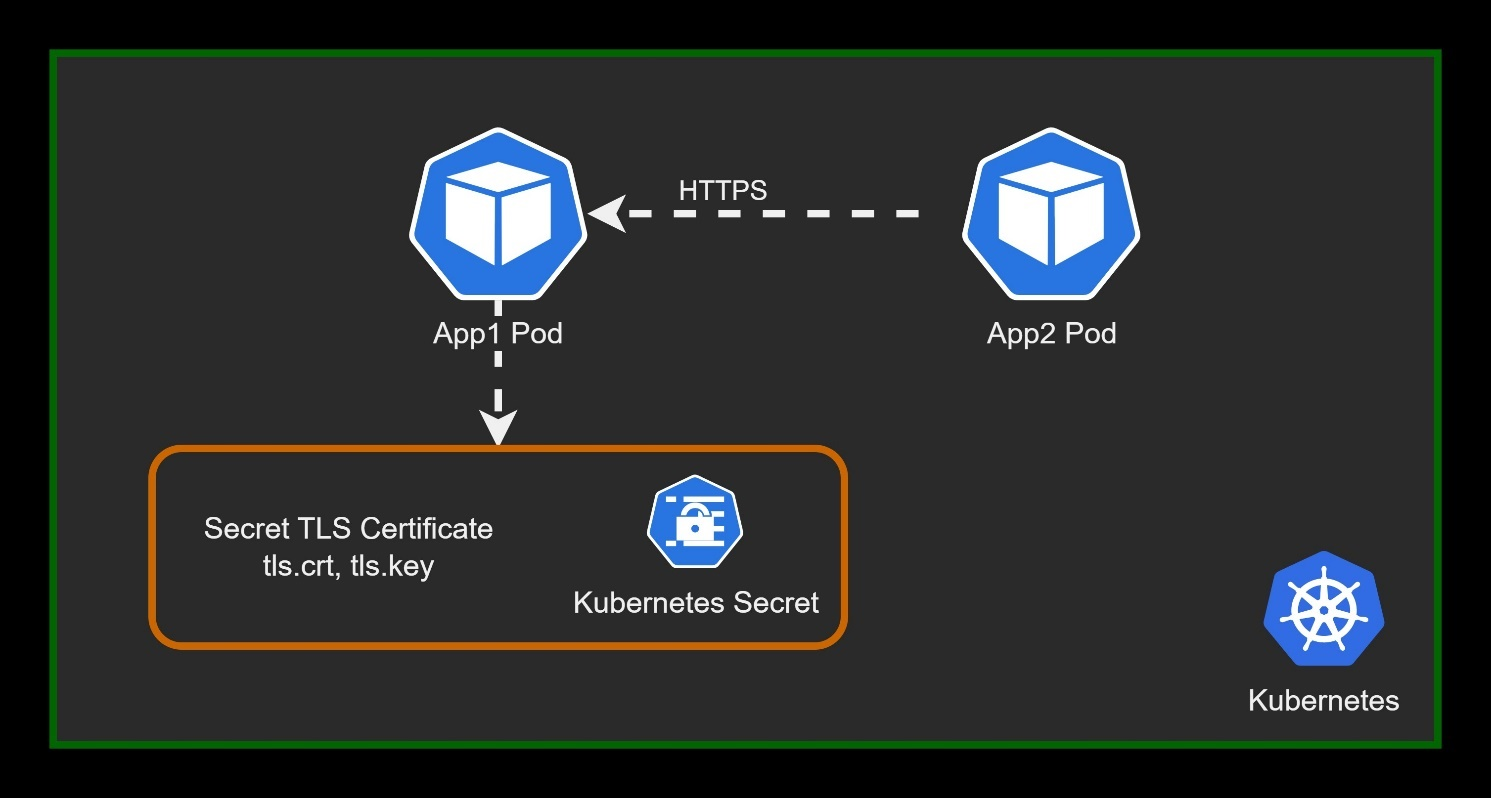 HTTPS
App1 Pod
App2 Pod
Secret TLS Certificate
tls.crt, tls.key
Kubernetes Secret
Kubernetes